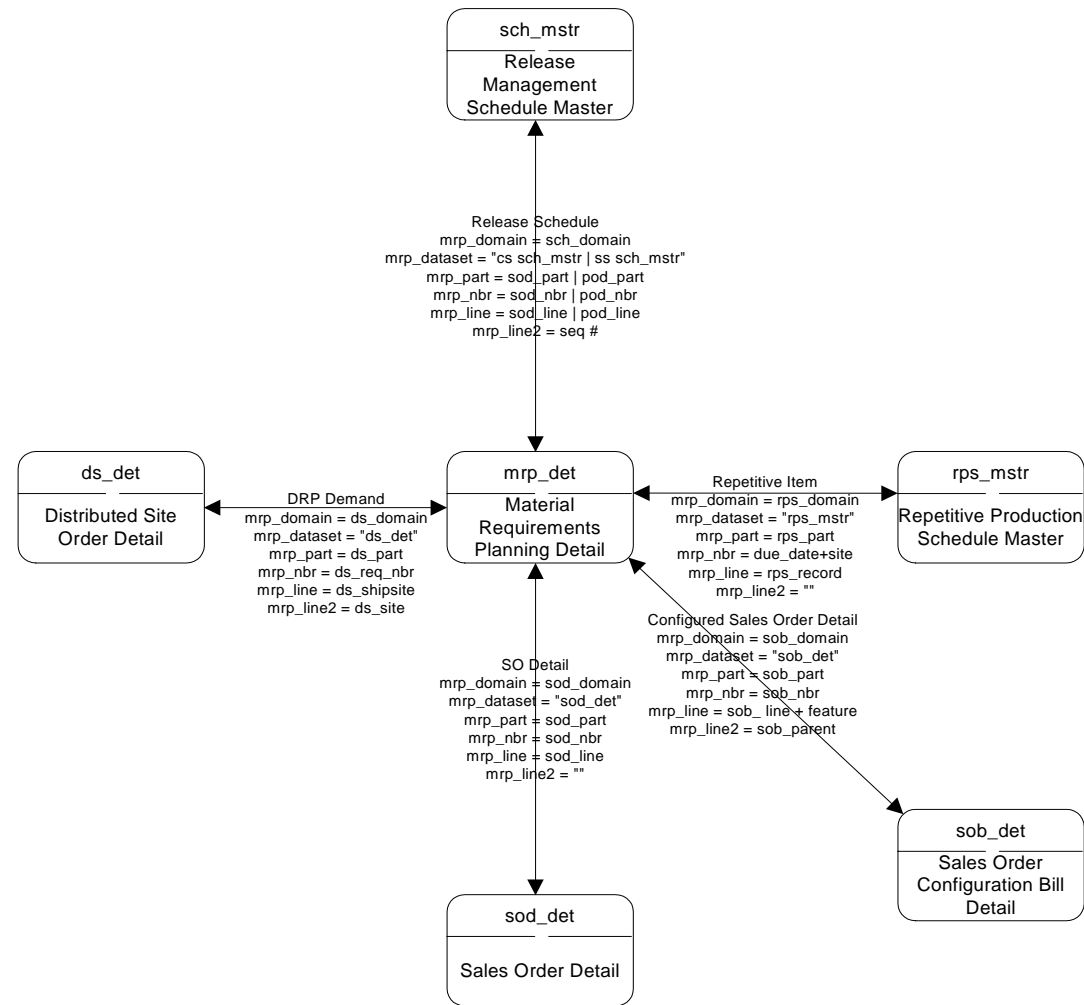 sch_mstr
Release
Management
Schedule Master
Release Schedule
mrp_domain = sch_domain
mrp_dataset = "cs sch_mstr | ss sch_mstr"
mrp_part = sod_part | pod_part
mrp_nbr = sod_nbr | pod_nbr
mrp_line = sod_line | pod_line
mrp_line2 = seq #
ds_det
Distributed Site
Order Detail
DRP Demand
mrp_domain = ds_domain
mrp_dataset = "ds_det"
mrp_part = ds_part
mrp_nbr = ds_req_nbr
mrp_line = ds_shipsite
mrp_line2 = ds_site
mrp_det
Material
Requirements
Planning Detail
Repetitive Item
mrp_domain = rps_domain
mrp_dataset = "rps_mstr"
mrp_part = rps_part
mrp_nbr = due_date+site
mrp_line = rps_record
mrp_line2 = ""
rps_mstr
Repetitive Production
Schedule Master
Configured Sales Order Detail
mrp_domain = sob_domain
mrp_dataset = "sob_det"
mrp_part = sob_part
mrp_nbr = sob_nbr
mrp_line = sob_ line + feature
mrp_line2 = sob_parent
SO Detail
mrp_domain = sod_domain
mrp_dataset = "sod_det"
mrp_part = sod_part
mrp_nbr = sod_nbr
mrp_line = sod_line
mrp_line2 = ""
sob_det
Sales Order
Configuration Bill
Detail
sod_det
Sales Order Detail